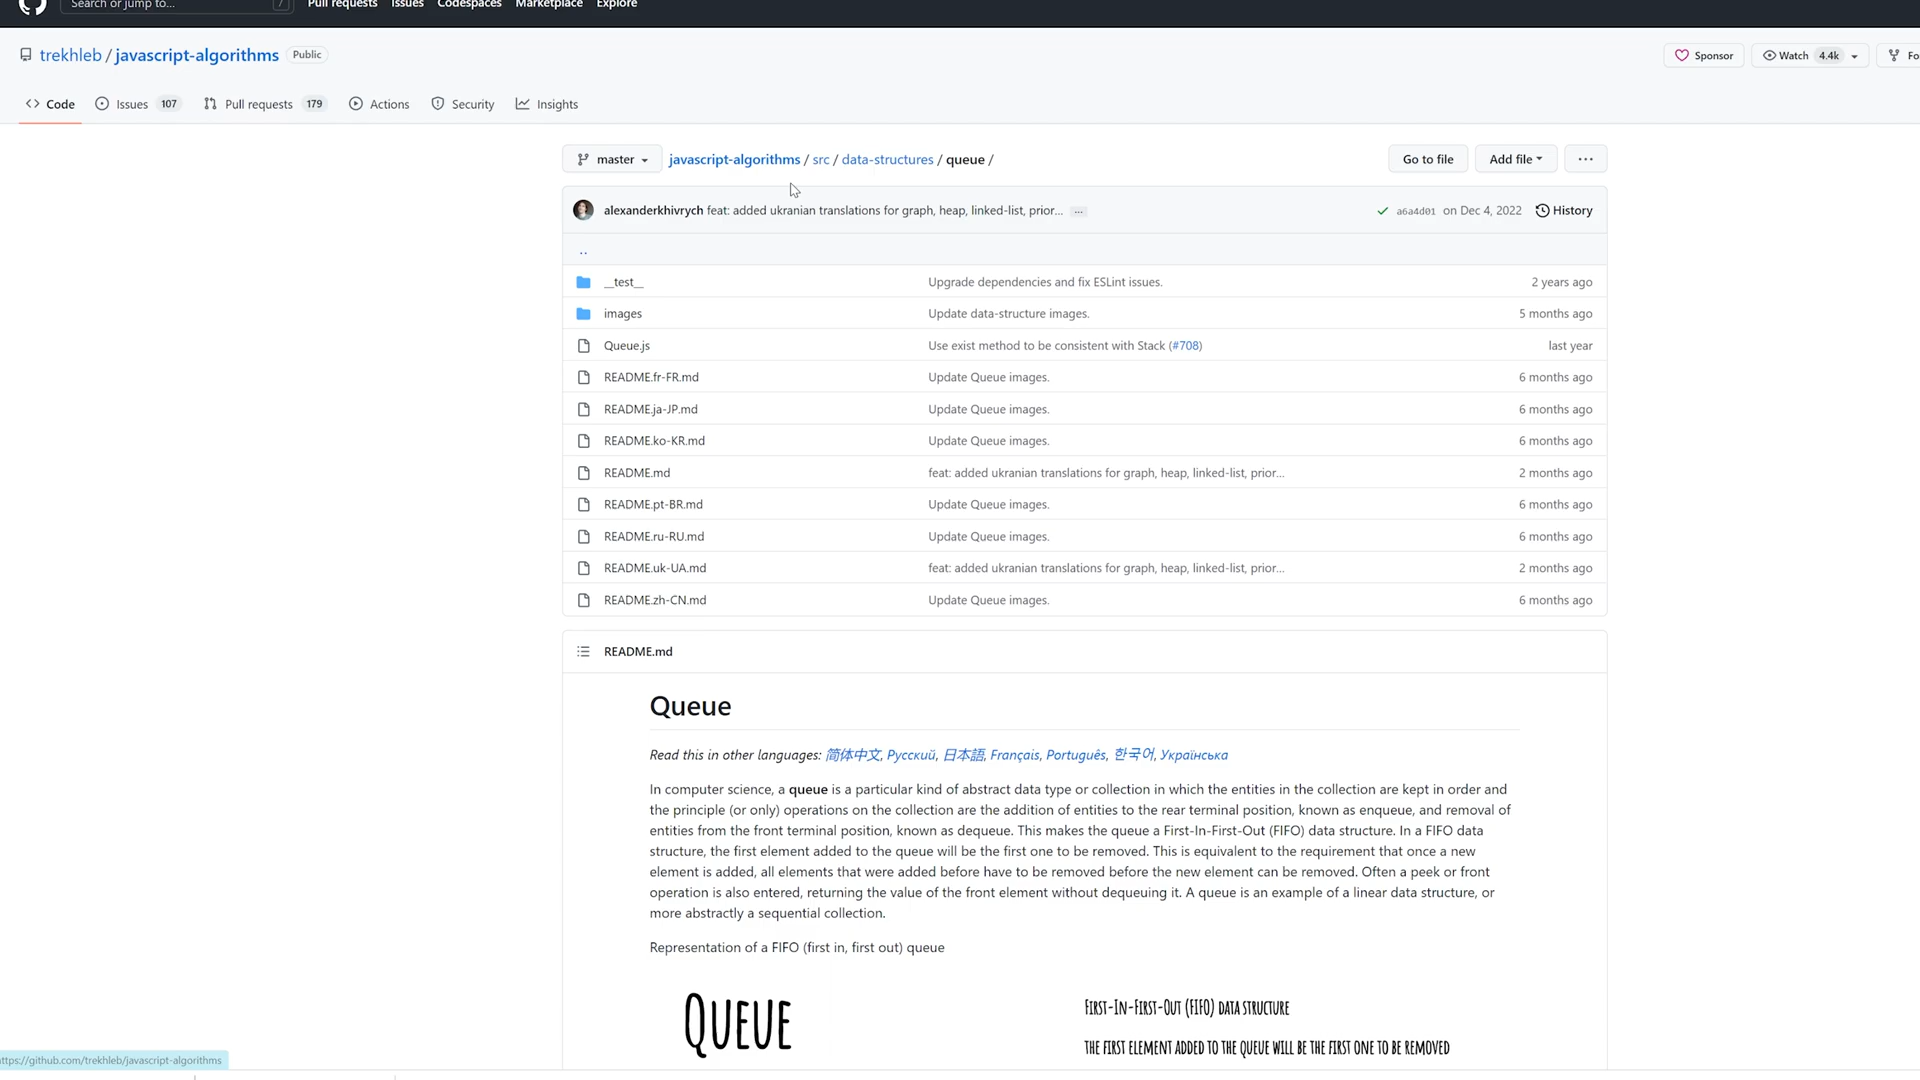 Search or jump to... /
Pull requests Issues Codespaces Marketplace Explore
trekhleb / javascript-algorithms Public
Sponsor Watch 4.4k
Code Issues 107 Pull requests 179 Actions Security Insights
master javascript-algorithms / src / data-structures / queue /
Go to file Add file ...
alexanderkhivrych feat: added ukranian translations for graph, heap, linked-list, prior... ...
a6a4d01 on Dec 4, 2022 History
..
__test__ Upgrade dependencies and fix ESLint issues. 2 years ago
images Update data-structure images. 5 months ago
Queue.js Use exist method to be consistent with Stack (#708) last year
README.fr-FR.md Update Queue images. 6 months ago
README.ja-JP.md Update Queue images. 6 months ago
README.ko-KR.md Update Queue images. 6 months ago
README.md feat: added ukranian translations for graph, heap, linked-list, prior... 2 months ago
README.pt-BR.md Update Queue images. 6 months ago
README.ru-RU.md Update Queue images. 6 months ago
README.uk-UA.md feat: added ukranian translations for graph, heap, linked-list, prior... 2 months ago
README.zh-CN.md Update Queue images. 6 months ago
README.md
Queue
Read this in other languages: 简体中文, Русский, 日本語, Français, Português, 한국어, Українська
In computer science, a queue is a particular kind of abstract data type or collection in which the entities in the collection are kept in order and
the principle (or only) operations on the collection are the addition of entities to the rear terminal position, known as enqueue, and removal of
entities from the front terminal position, known as dequeue. This makes the queue a First-In-First-Out (FIFO) data structure. In a FIFO data
structure, the first element added to the queue will be the first one to be removed. This is equivalent to the requirement that once a new
element is added, all elements that were added before have to be removed before the new element can be removed. Often a peek or front
operation is also entered, returning the value of the front element without dequeuing it. A queue is an example of a linear data structure, or
more abstractly a sequential collection.
Representation of a FIFO (first in, first out) queue
QUEUE
FIRST-IN-FIRST-OUT (FIFO) DATA STRUCTURE
THE FIRST ELEMENT ADDED TO THE QUEUE WILL BE THE FIRST ONE TO BE REMOVED
ttps://github.com/trekhleb/javascript-algorithms